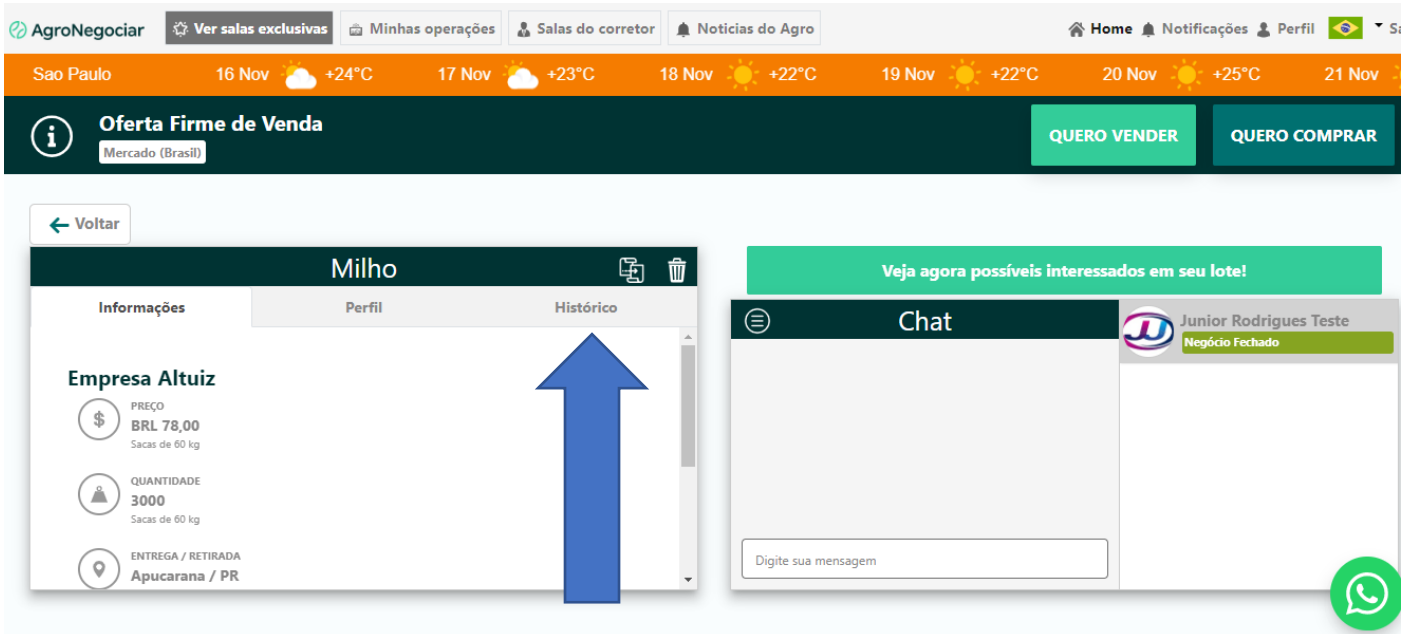 AgroNegociar Ver salas exclusivas Minhas operações Salas do corretor Noticias do Agro Home Notificações Perfil
Sao Paulo 16 Nov +24°C 17 Nov +23°C 18 Nov +22°C 19 Nov +22°C 20 Nov +25°C 21 Nov
Oferta Firme de Venda
Mercado (Brasil)
QUERO VENDER QUERO COMPRAR
Voltar
Milho
Informações Perfil Histórico
Empresa Altuiz
PREÇO
BRL 78,00
Sacas de 60 kg
QUANTIDADE
3000
Sacas de 60 kg
ENTREGA / RETIRADA
Apucarana / PR
Veja agora possíveis interessados em seu lote!
Chat
Junior Rodrigues Teste
Negócio Fechado
Digite sua mensagem